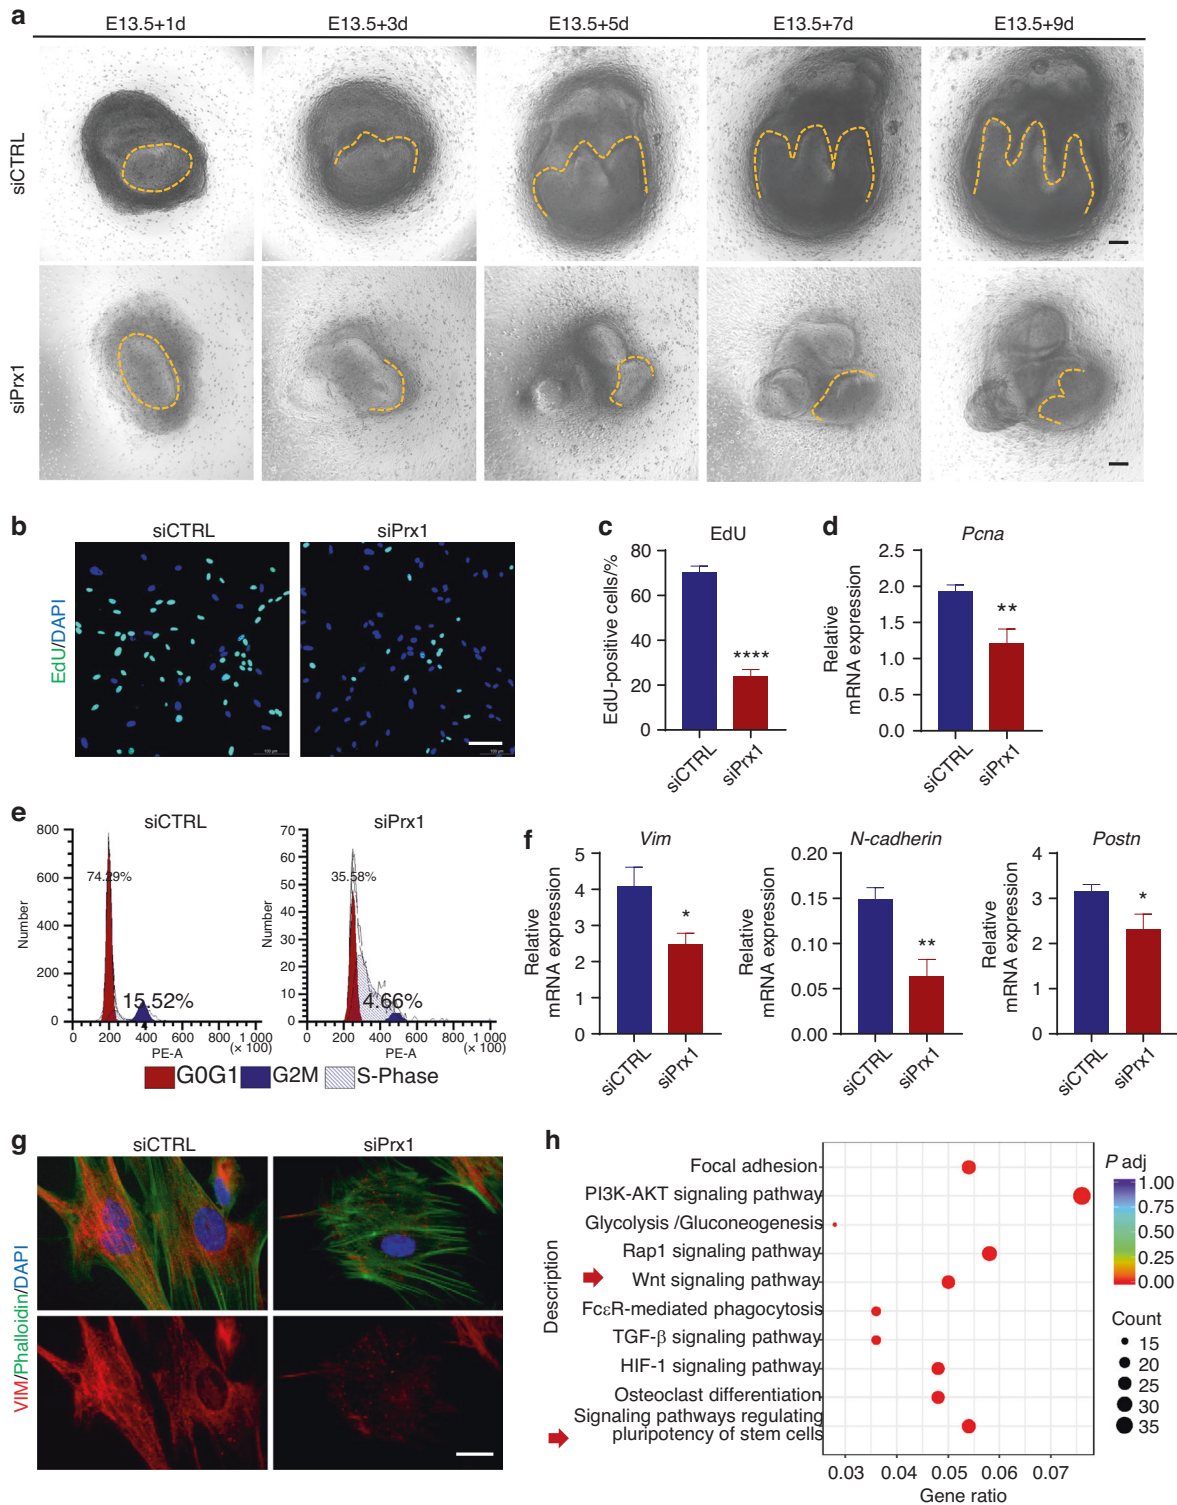 a
E13.5+1d E13.5+3d E13.5+5d E13.5+7d E13.5+9d
siCTRL
siPrx1
b
siCTRL siPrx1
EdU/DAPI
100 μm
c
EdU
EdU-positive cells/%
80
60
40
20
0
****
siCTRL siPrx1
d
Pcna
Relative
mRNA expression
2.5
2.0
1.5
1.0
0.5
0.0
**
siCTRL siPrx1
e
siCTRL
Number
800
600
400
200
0
74.29%
15.52%
0 200 400 600 800 1 000
PE-A (× 100)
siPrx1
Number
70
60
50
40
30
20
10
0
35.58%
4.66%
0 200 400 600 800 1 000
PE-A (× 100)
G0G1 G2M S-Phase
f
Vim
Relative
mRNA expression
5
4
3
2
1
0
*
siCTRL siPrx1
N-cadherin
Relative
mRNA expression
0.20
0.15
0.10
0.05
0.00
**
siCTRL siPrx1
Postn
Relative
mRNA expression
4
3
2
1
0
*
siCTRL siPrx1
g
siCTRL siPrx1
VIM/Phalloidin/DAPI
h
Description
Focal adhesion
PI3K-AKT signaling pathway
Glycolysis /Gluconeogenesis
Rap1 signaling pathway
Wnt signaling pathway
FcεR-mediated phagocytosis
TGF-β signaling pathway
HIF-1 signaling pathway
Osteoclast differentiation
Signaling pathways regulating
pluripotency of stem cells
0.03 0.04 0.05 0.06 0.07
Gene ratio
P adj
1.00
0.75
0.50
0.25
0.00
Count
15
20
25
30
35